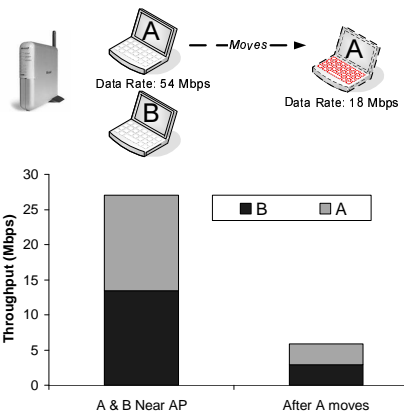 A
Moves
A
Data Rate: 54 Mbps
Data Rate: 18 Mbps
B
Throughput (Mbps)
30
25
20
15
10
5
0
B
A
A & B Near AP
After A moves